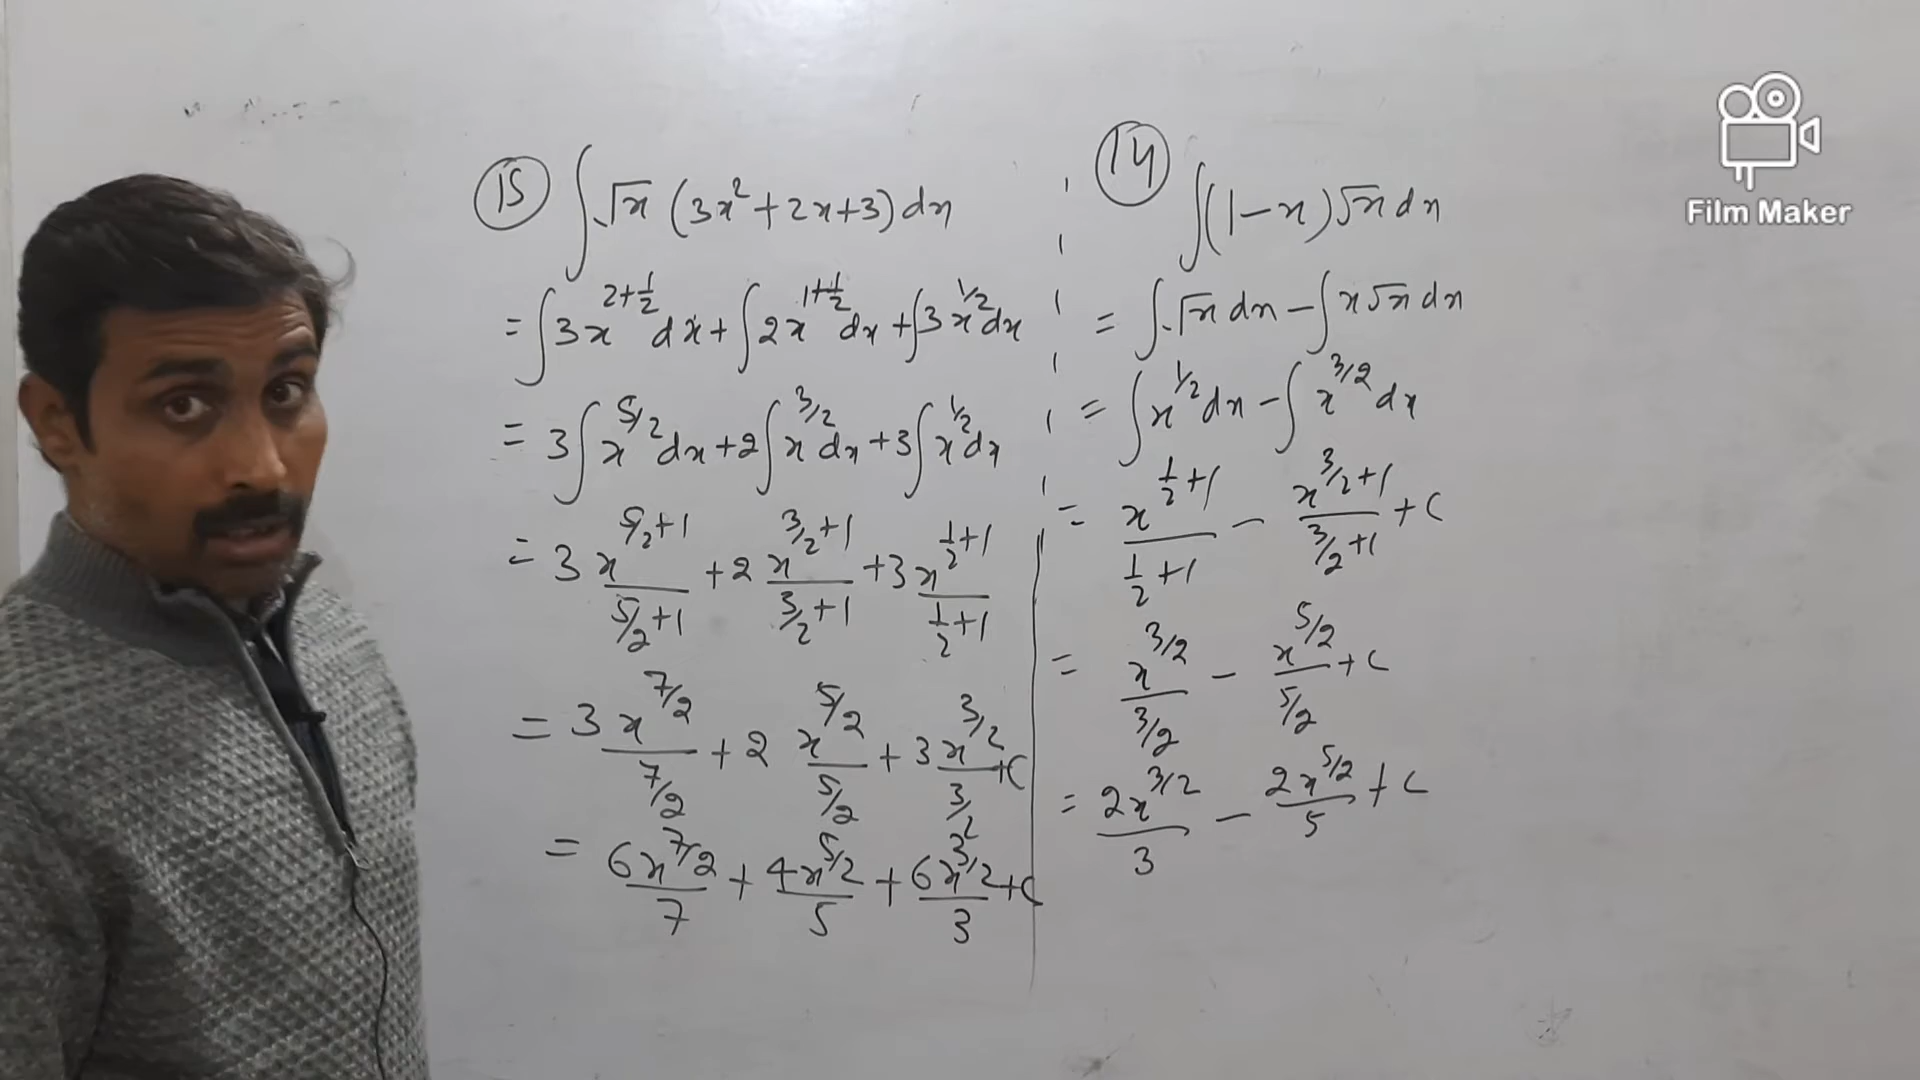 15 ∫√x (3x²+2x+3) dx
= ∫3x^(2+1/2) dx + ∫2x^(1+1/2) dx + ∫3x^(1/2) dx
= 3∫x^(5/2) dx + 2∫x^(3/2) dx + 3∫x^(1/2) dx
= 3 x^(5/2+1)/(5/2+1) + 2 x^(3/2+1)/(3/2+1) + 3 x^(1/2+1)/(1/2+1)
= 3 x^(7/2)/(7/2) + 2 x^(5/2)/(5/2) + 3 x^(3/2)/(3/2) + C
= 6x^(7/2)/7 + 4x^(5/2)/5 + 6x^(3/2)/3 + C
14 ∫(1-x)√x dx
= ∫√x dx - ∫x√x dx
= ∫x^(1/2) dx - ∫x^(3/2) dx
= x^(1/2+1)/(1/2+1) - x^(3/2+1)/(3/2+1) + C
= x^(3/2)/(3/2) - x^(5/2)/(5/2) + C
= 2x^(3/2)/3 - 2x^(5/2)/5 + C
Film Maker